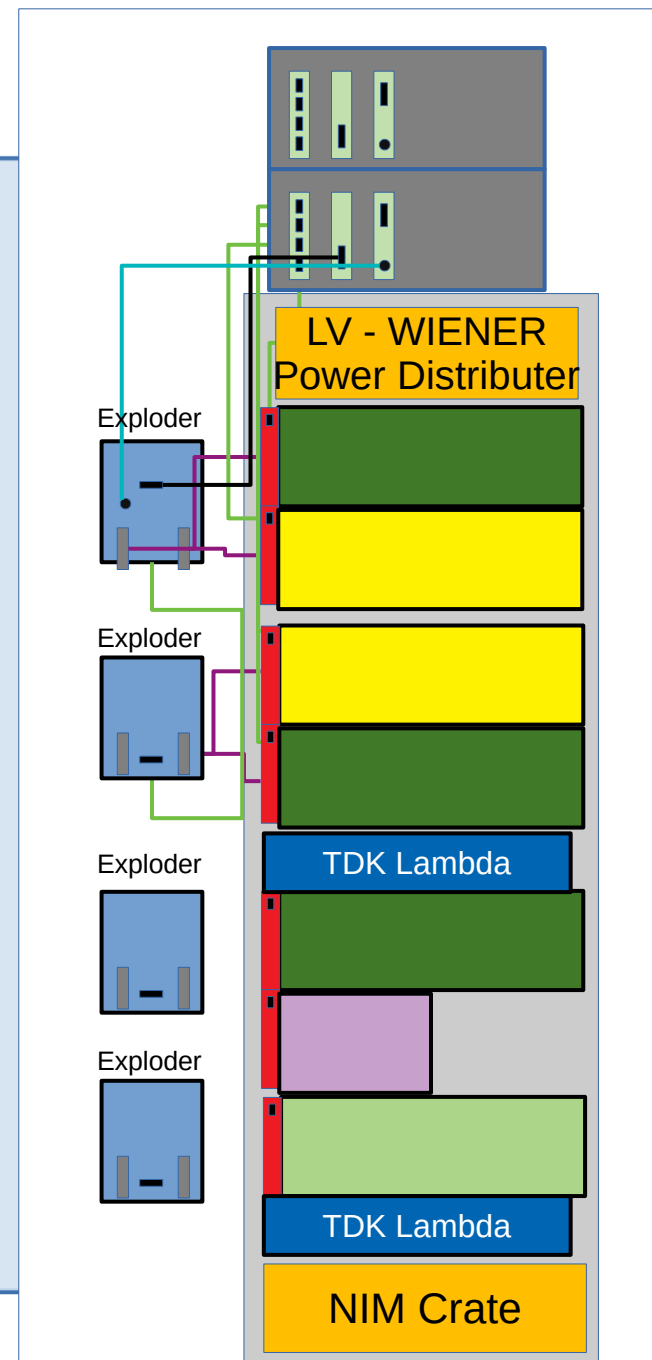 LV - WIENER
Power Distributer
Exploder
Exploder
TDK Lambda
Exploder
Exploder
TDK Lambda
NIM Crate